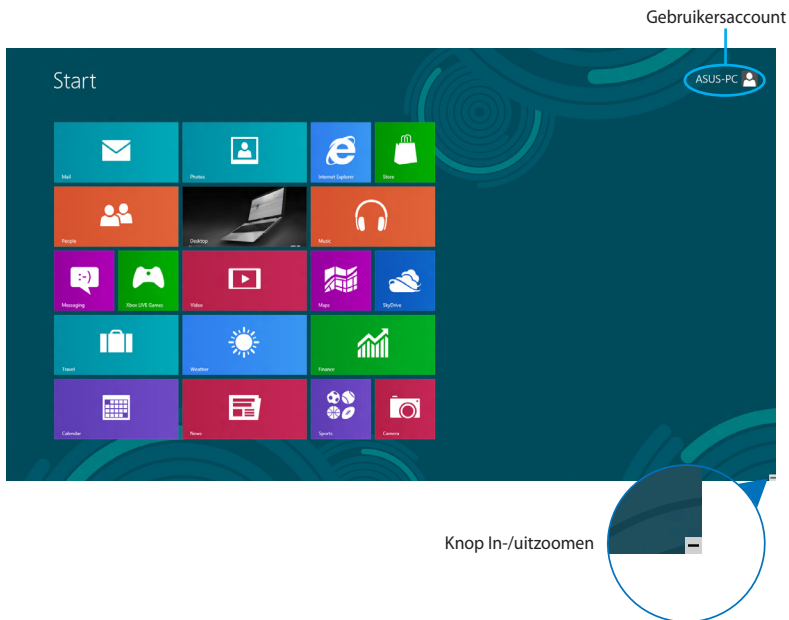 Gebruikersaccount
Start
ASUS-PC
Mail
Photos
Internet Explorer
Store
People
Desktop
Music
Messaging
Xbox LIVE Games
Video
Maps
SkyDrive
Travel
Weather
Finance
Calendar
News
Sports
Camera
Knop In-/uitzoomen